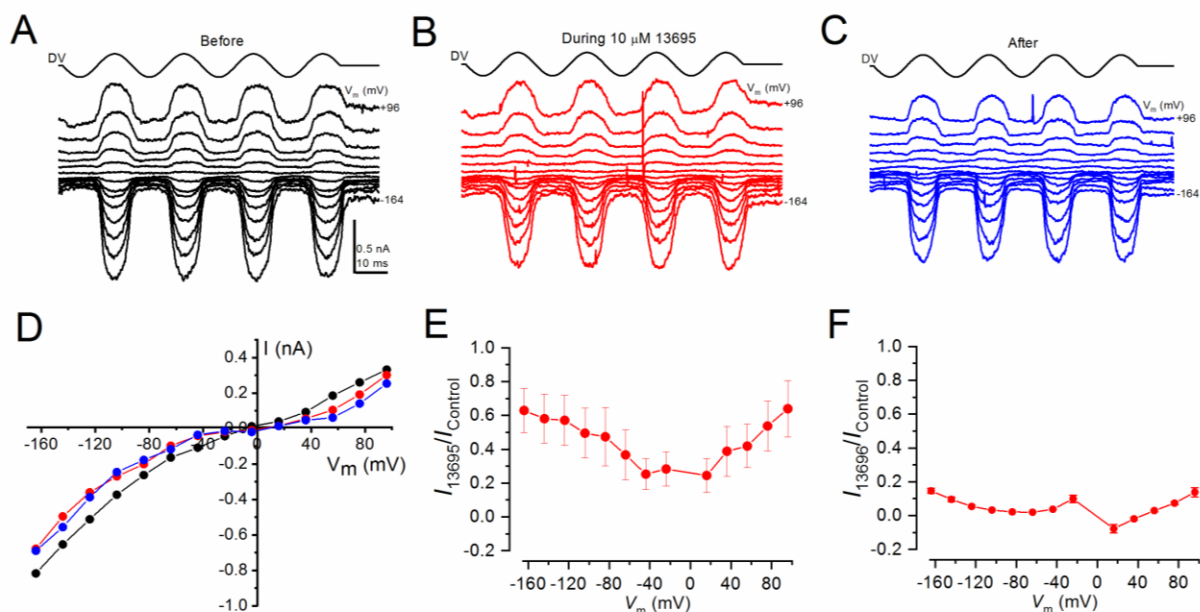 A
Before
DV
Vm (mV)
+96
-164
0.5 nA
10 ms
B
During 10 μM 13695
DV
Vm (mV)
+96
-164
C
After
DV
Vm (mV)
+96
-164
D
I (nA)
0.4
0.2
0.0
-160 -120 -80 -40 0 40 80
-0.2
Vm (mV)
-0.4
-0.6
-0.8
-1.0
E
I13695/IControl
1.0
0.8
0.6
0.4
0.2
0.0
-0.2
-160 -120 -80 -40 0 40 80
Vm (mV)
F
I13696/IControl
1.0
0.8
0.6
0.4
0.2
0.0
-0.2
-160 -120 -80 -40 0 40 80
Vm (mV)